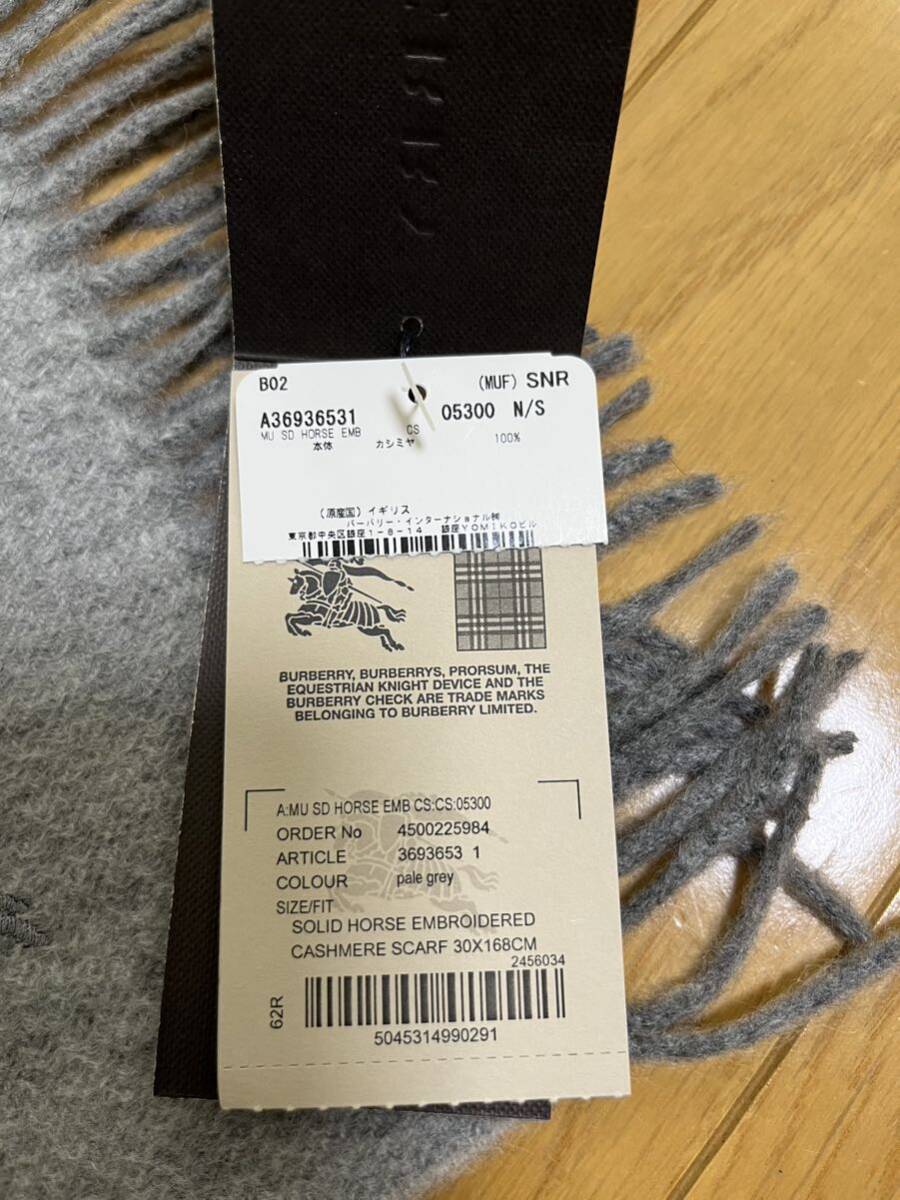 B02 (MUF) SNR
A36936531 05300 N/S
MU SD HORSE EMB CS
本体 カシミヤ 100%
(原産国) イギリス
バーバリー・インターナショナル㈱
東京都中央区銀座1-8-14 銀座YOMIKOビル
BURBERRY, BURBERRYS, PRORSUM, THE
EQUESTRIAN KNIGHT DEVICE AND THE
BURBERRY CHECK ARE TRADE MARKS
BELONGING TO BURBERRY LIMITED.
A:MU SD HORSE EMB CS:CS:05300
ORDER No 4500225984
ARTICLE 3693653 1
COLOUR pale grey
SIZE/FIT
SOLID HORSE EMBROIDERED
CASHMERE SCARF 30X168CM
2456034
62R
5045314990291